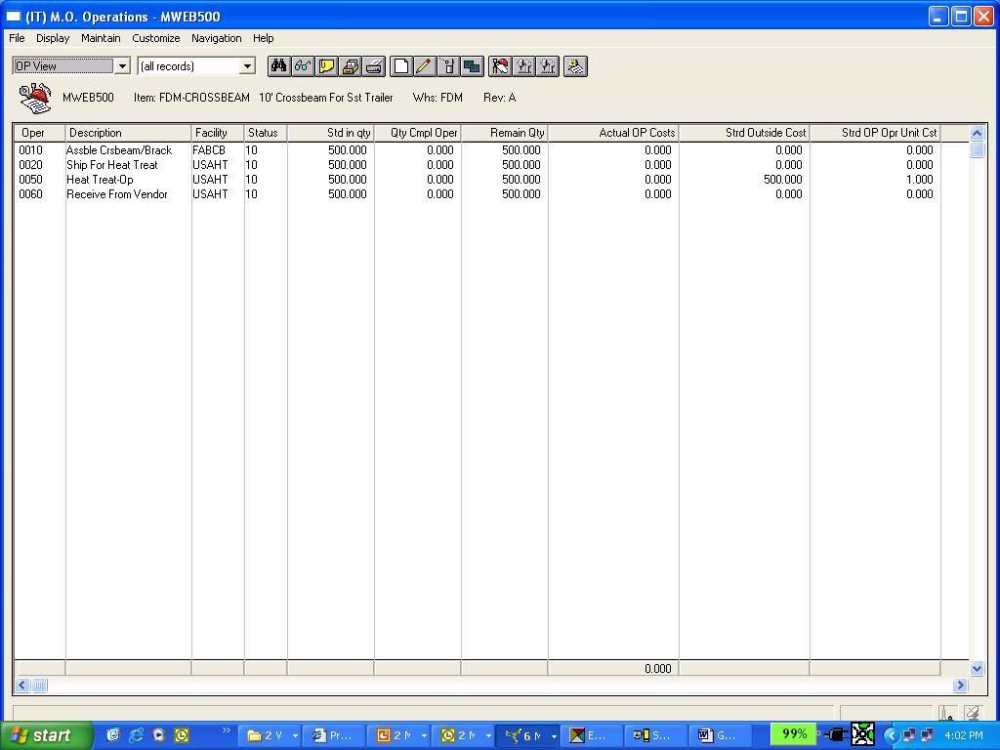 (IT) M.O. Operations - MWEB500
File Display Maintain Customize Navigation Help
OP View (all records)
MWEB500 Item: FDM-CROSSBEAM 10' Crossbeam For Sst Trailer Whs: FDM Rev: A
Oper Description Facility Status Std in qty Qty Cmpl Oper Remain Qty Actual OP Costs Strd Outside Cost Strd OP Opr Unit Cst
0010 Assble Crsbeam/Brack FABCB 10 500.000 0.000 500.000 0.000 0.000 0.000
0020 Ship For Heat Treat USAHT 10 500.000 0.000 500.000 0.000 0.000 0.000
0050 Heat Treat-Op USAHT 10 500.000 0.000 500.000 0.000 500.000 1.000
0060 Receive From Vendor USAHT 10 500.000 0.000 500.000 0.000 0.000 0.000
0.000
start » 2 V Pr... 2 M 2 M 6 M E... S... G... 99% 4:02 PM